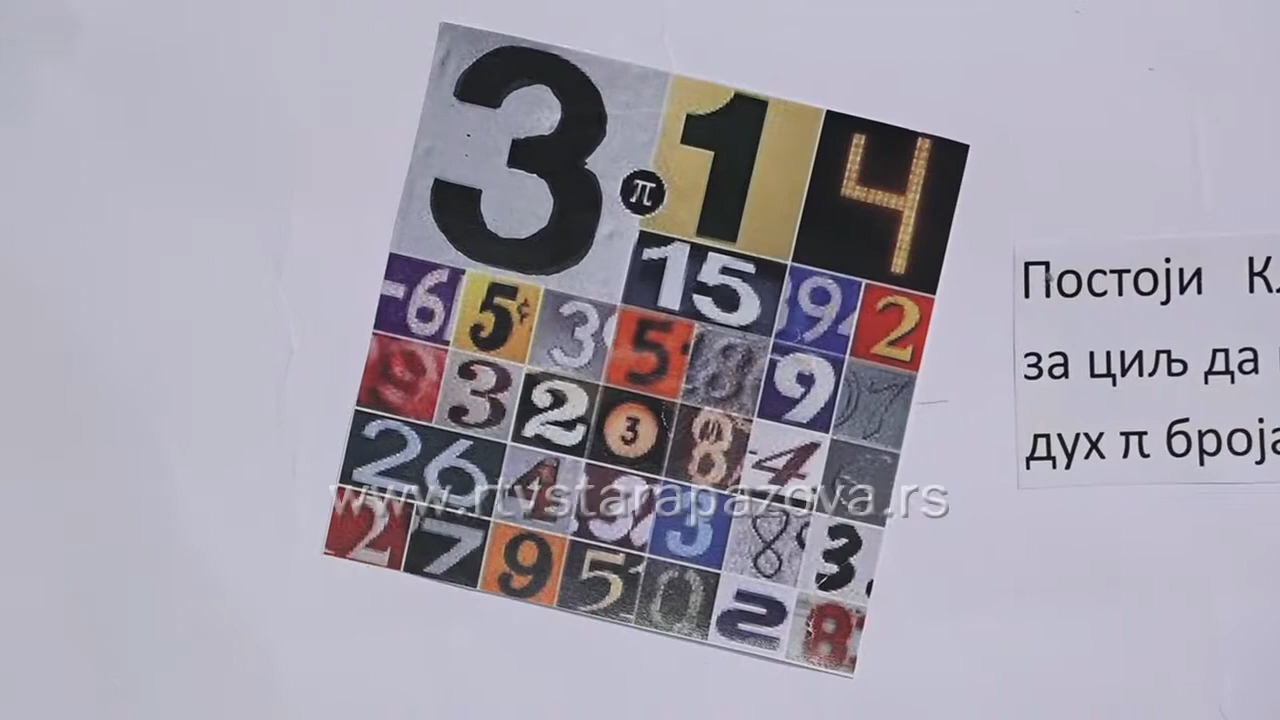 3 π 1 4
15 9 2
6 5¢ 3 5 8 9 7
9 3 2 3 8 4 6
26 4 3 3 8 3
2 7 9 5 0 2 8
Постоји
за циљ да
дух π броја
www.rtvstarapazova.rs